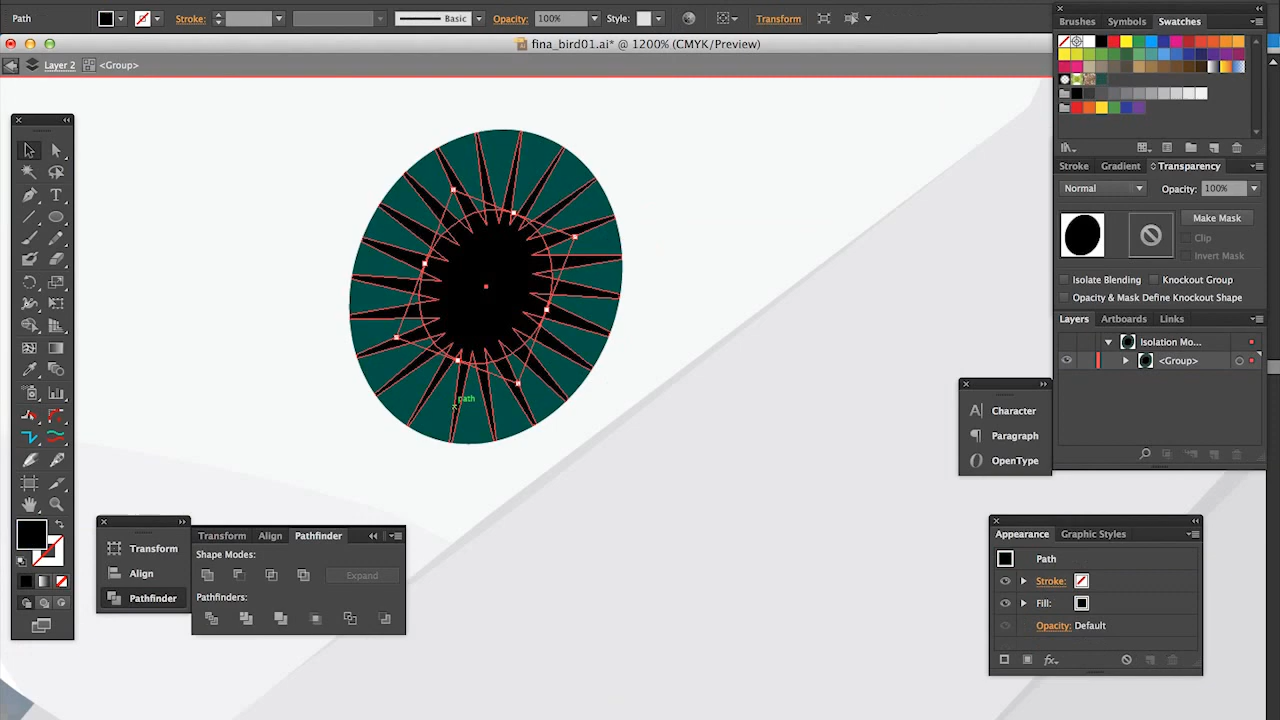 Path
Stroke:
Basic
Opacity:
100%
Style:
Transform
fina_bird01.ai* @ 1200% (CMYK/Preview)
Layer 2
<Group>
path
Brushes
Symbols
Swatches
Stroke
Gradient
Transparency
Normal
Opacity:
100%
Make Mask
Clip
Invert Mask
Isolate Blending
Knockout Group
Opacity & Mask Define Knockout Shape
Layers
Artboards
Links
Isolation Mo...
<Group>
Character
Paragraph
OpenType
Transform
Align
Pathfinder
Transform
Align
Pathfinder
Shape Modes:
Expand
Pathfinders:
Appearance
Graphic Styles
Path
Stroke:
Fill:
Opacity: Default
fx